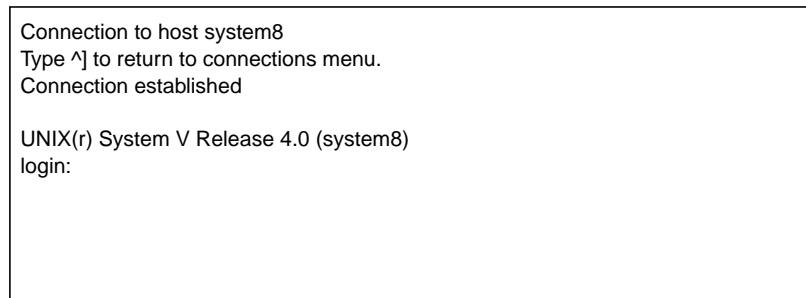 Connection to host system8
Type ^] to return to connections menu.
Connection established
UNIX(r) System V Release 4.0 (system8)
login: